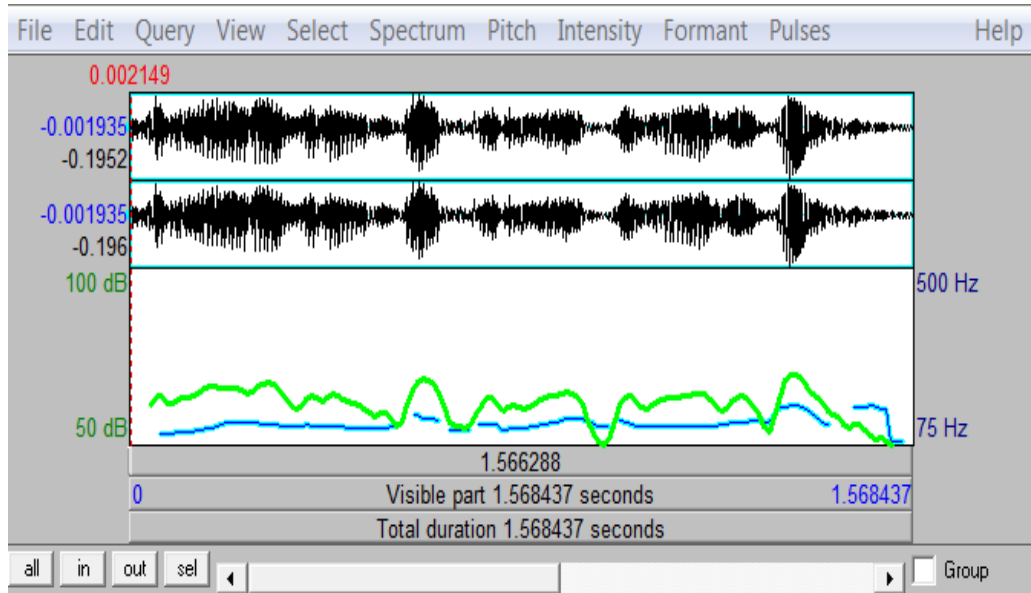 File Edit Query View Select Spectrum Pitch Intensity Formant Pulses Help
0.002149
-0.001935
-0.1952
-0.001935
-0.196
100 dB 500 Hz
50 dB 75 Hz
1.566288
0 Visible part 1.568437 seconds 1.568437
Total duration 1.568437 seconds
all in out sel Group